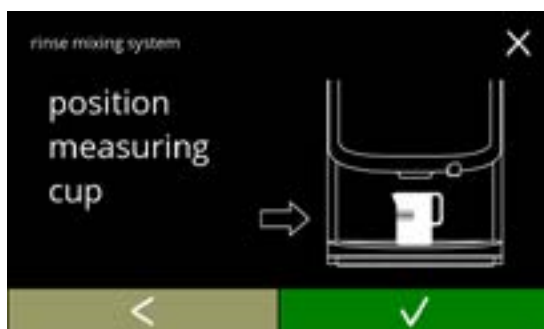 rinse mixing system
position
measuring
cup